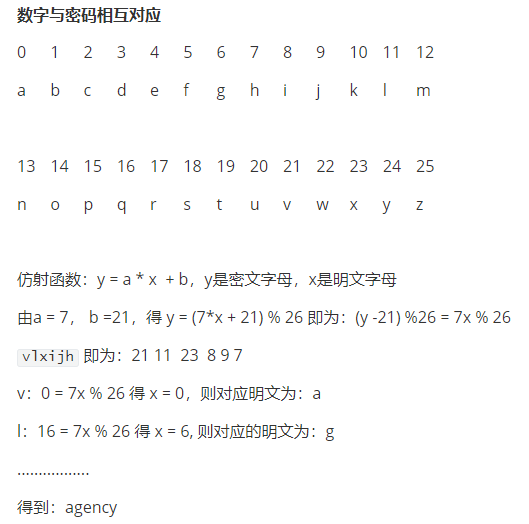 数字与密码相互对应
0 1 2 3 4 5 6 7 8 9 10 11 12
a b c d e f g h i j k l m
13 14 15 16 17 18 19 20 21 22 23 24 25
n o p q r s t u v w x y z
仿射函数：y = a * x + b，y是密文字母，x是明文字母
由a = 7， b =21，得 y = (7*x + 21) % 26 即为：(y -21) %26 = 7x % 26
vlxijh 即为：21 11 23 8 9 7
v：0 = 7x % 26 得 x = 0，则对应明文为：a
l：16 = 7x % 26 得 x = 6, 则对应的明文为：g
.................
得到：agency